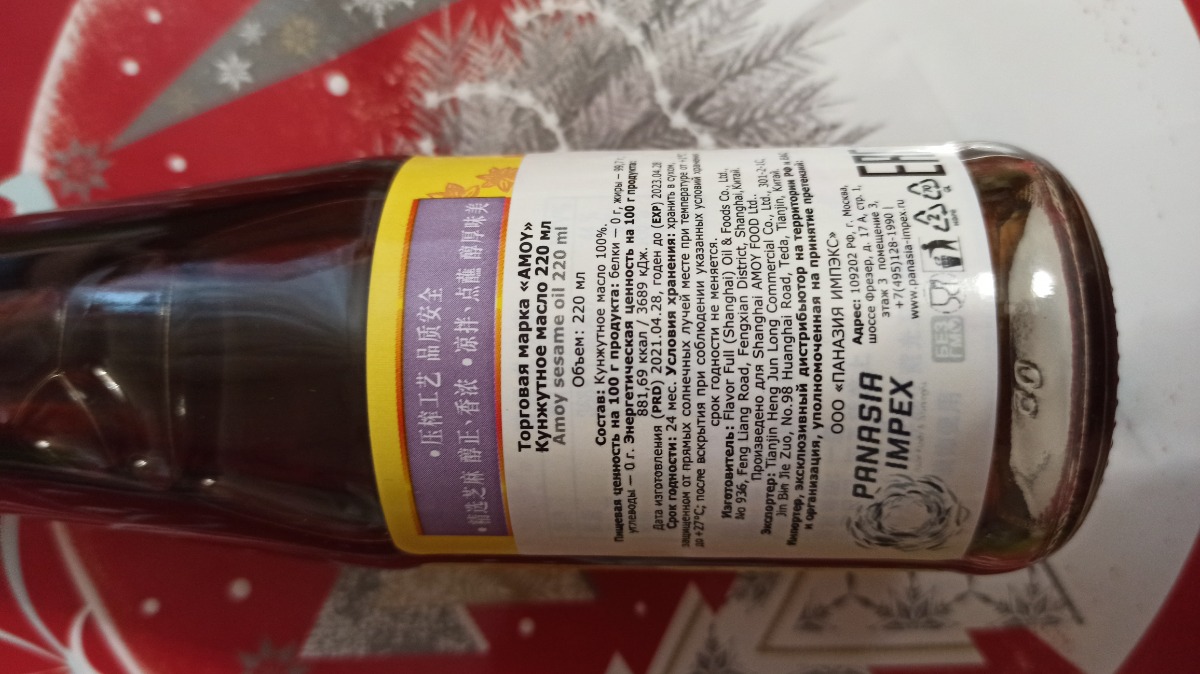 • 压榨工艺 品质安全
• 精选芝麻 醇正、香浓 • 凉拌、点蘸 醇厚味美
Торговая марка «AMOY»
Кунжутное масло 220 мл
Amoy sesame oil 220 ml
Объем: 220 мл
Состав: Кунжутное масло 100%.
Пищевая ценность на 100 г продукта: белки – 0 г, жиры – 99,7 г,
углеводы – 0 г. Энергетическая ценность на 100 г продукта:
881,69 ккал / 3689 кДж.
Дата изготовления (PRD) 2021.04.28, годен до (EXP) 2023.04.28
Срок годности: 24 мес. Условия хранения: хранить в сухом,
защищенном от прямых солнечных лучей месте при температуре от
до +27°С; после вскрытия при соблюдении указанных условий хранения
срок годности не меняется.
Изготовитель: Flavor Full (Shanghai) Oil & Foods Co., Ltd,
No 936, Feng Liang Road, Fengxian District, Shanghai, Китай.
Произведено для Shanghai AMOY FOOD Ltd.
Экспортер: Tianjin Heng Jun Long Commercial Co., Ltd., 301-2-1C,
Jin Bin Jie Zuo, No.98 Huanghai Road, Teda, Tianjin, Китай.
Импортер, эксклюзивный дистрибьютор на территории РФ и
и организация, уполномоченная на принятие претензий:
ООО «ПАНАЗИЯ ИМПЭКС»
PANASIA
IMPEX
Адрес: 109202 РФ, г. Москва,
шоссе Фрезер, д. 17 А, стр. 1,
этаж 3 помещение 3,
+7(495)128-1990 |
www.panasia-impex.ru
БЕЗ
ГМО
EAC